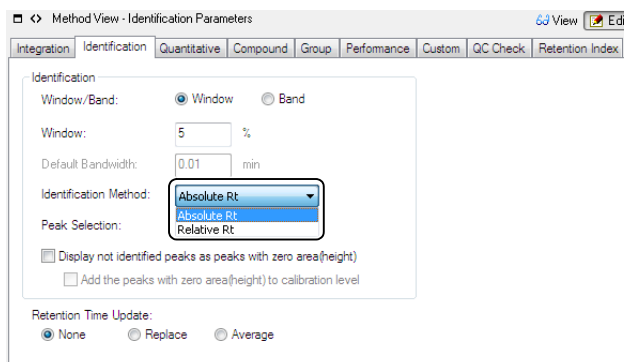 Method View - Identification Parameters
View Edi
Integration Identification Quantitative Compound Group Performance Custom QC Check Retention Index
Identification
Window/Band: Window Band
Window: 5 %
Default Bandwidth: 0.01 min
Identification Method: Absolute Rt
Absolute Rt
Peak Selection:
Relative Rt
Display not identified peaks as peaks with zero area(height)
Add the peaks with zero area(height) to calibration level
Retention Time Update:
None Replace Average